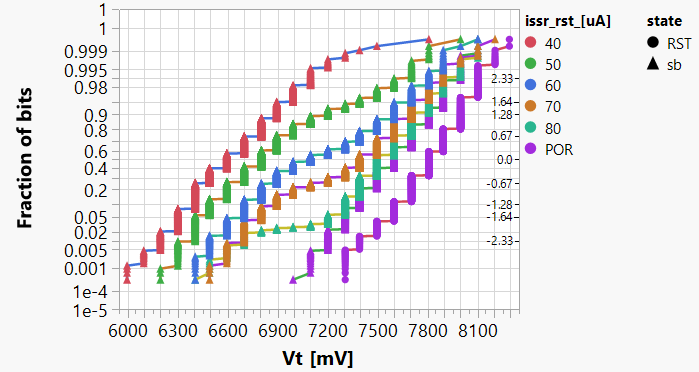 1
1
0.999
0.995
0.98
0.9
0.8
0.6
0.4
0.2
0.05
0.02
0.005
0.001
1e-4
1e-5
Fraction of bits
2.33
1.64
1.28
0.67
0.0
-0.67
-1.28
-1.64
-2.33
6000 6300 6600 6900 7200 7500 7800 8100
Vt [mV]
issr_rst_[uA]
40
50
60
70
80
POR
state
RST
sb